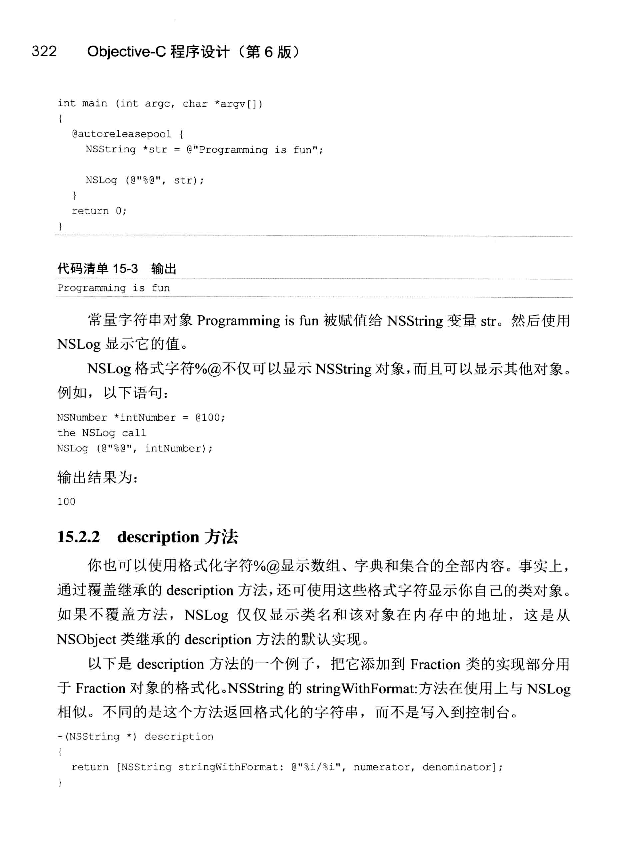 322 Objective-C 程序设计（第 6 版）
int main (int argc, char *argv[])
{
@autoreleasepool {
NSString *str = @"Programming is fun";
NSLog (@"%@", str);
}
return 0;
}
代码清单 15-3 输出
Programming is fun
常量字符串对象 Programming is fun 被赋值给 NSString 变量 str。然后使用
NSLog 显示它的值。
NSLog 格式字符%@不仅可以显示 NSString 对象，而且可以显示其他对象。
例如，以下语句：
NSNumber *intNumber = @100;
the NSLog call
NSLog (@"%@", intNumber);
输出结果为：
100
15.2.2 description 方法
你也可以使用格式化字符%@显示数组、字典和集合的全部内容。事实上，
通过覆盖继承的 description 方法，还可使用这些格式字符显示你自己的类对象。
如果不覆盖方法，NSLog 仅仅显示类名和该对象在内存中的地址，这是从
NSObject 类继承的 description 方法的默认实现。
以下是 description 方法的一个例子，把它添加到 Fraction 类的实现部分用
于 Fraction 对象的格式化。NSString 的 stringWithFormat:方法在使用上与 NSLog
相似。不同的是这个方法返回格式化的字符串，而不是写入到控制台。
-(NSString *) description
{
return [NSString stringWithFormat: @"%i/%i", numerator, denominator];
}